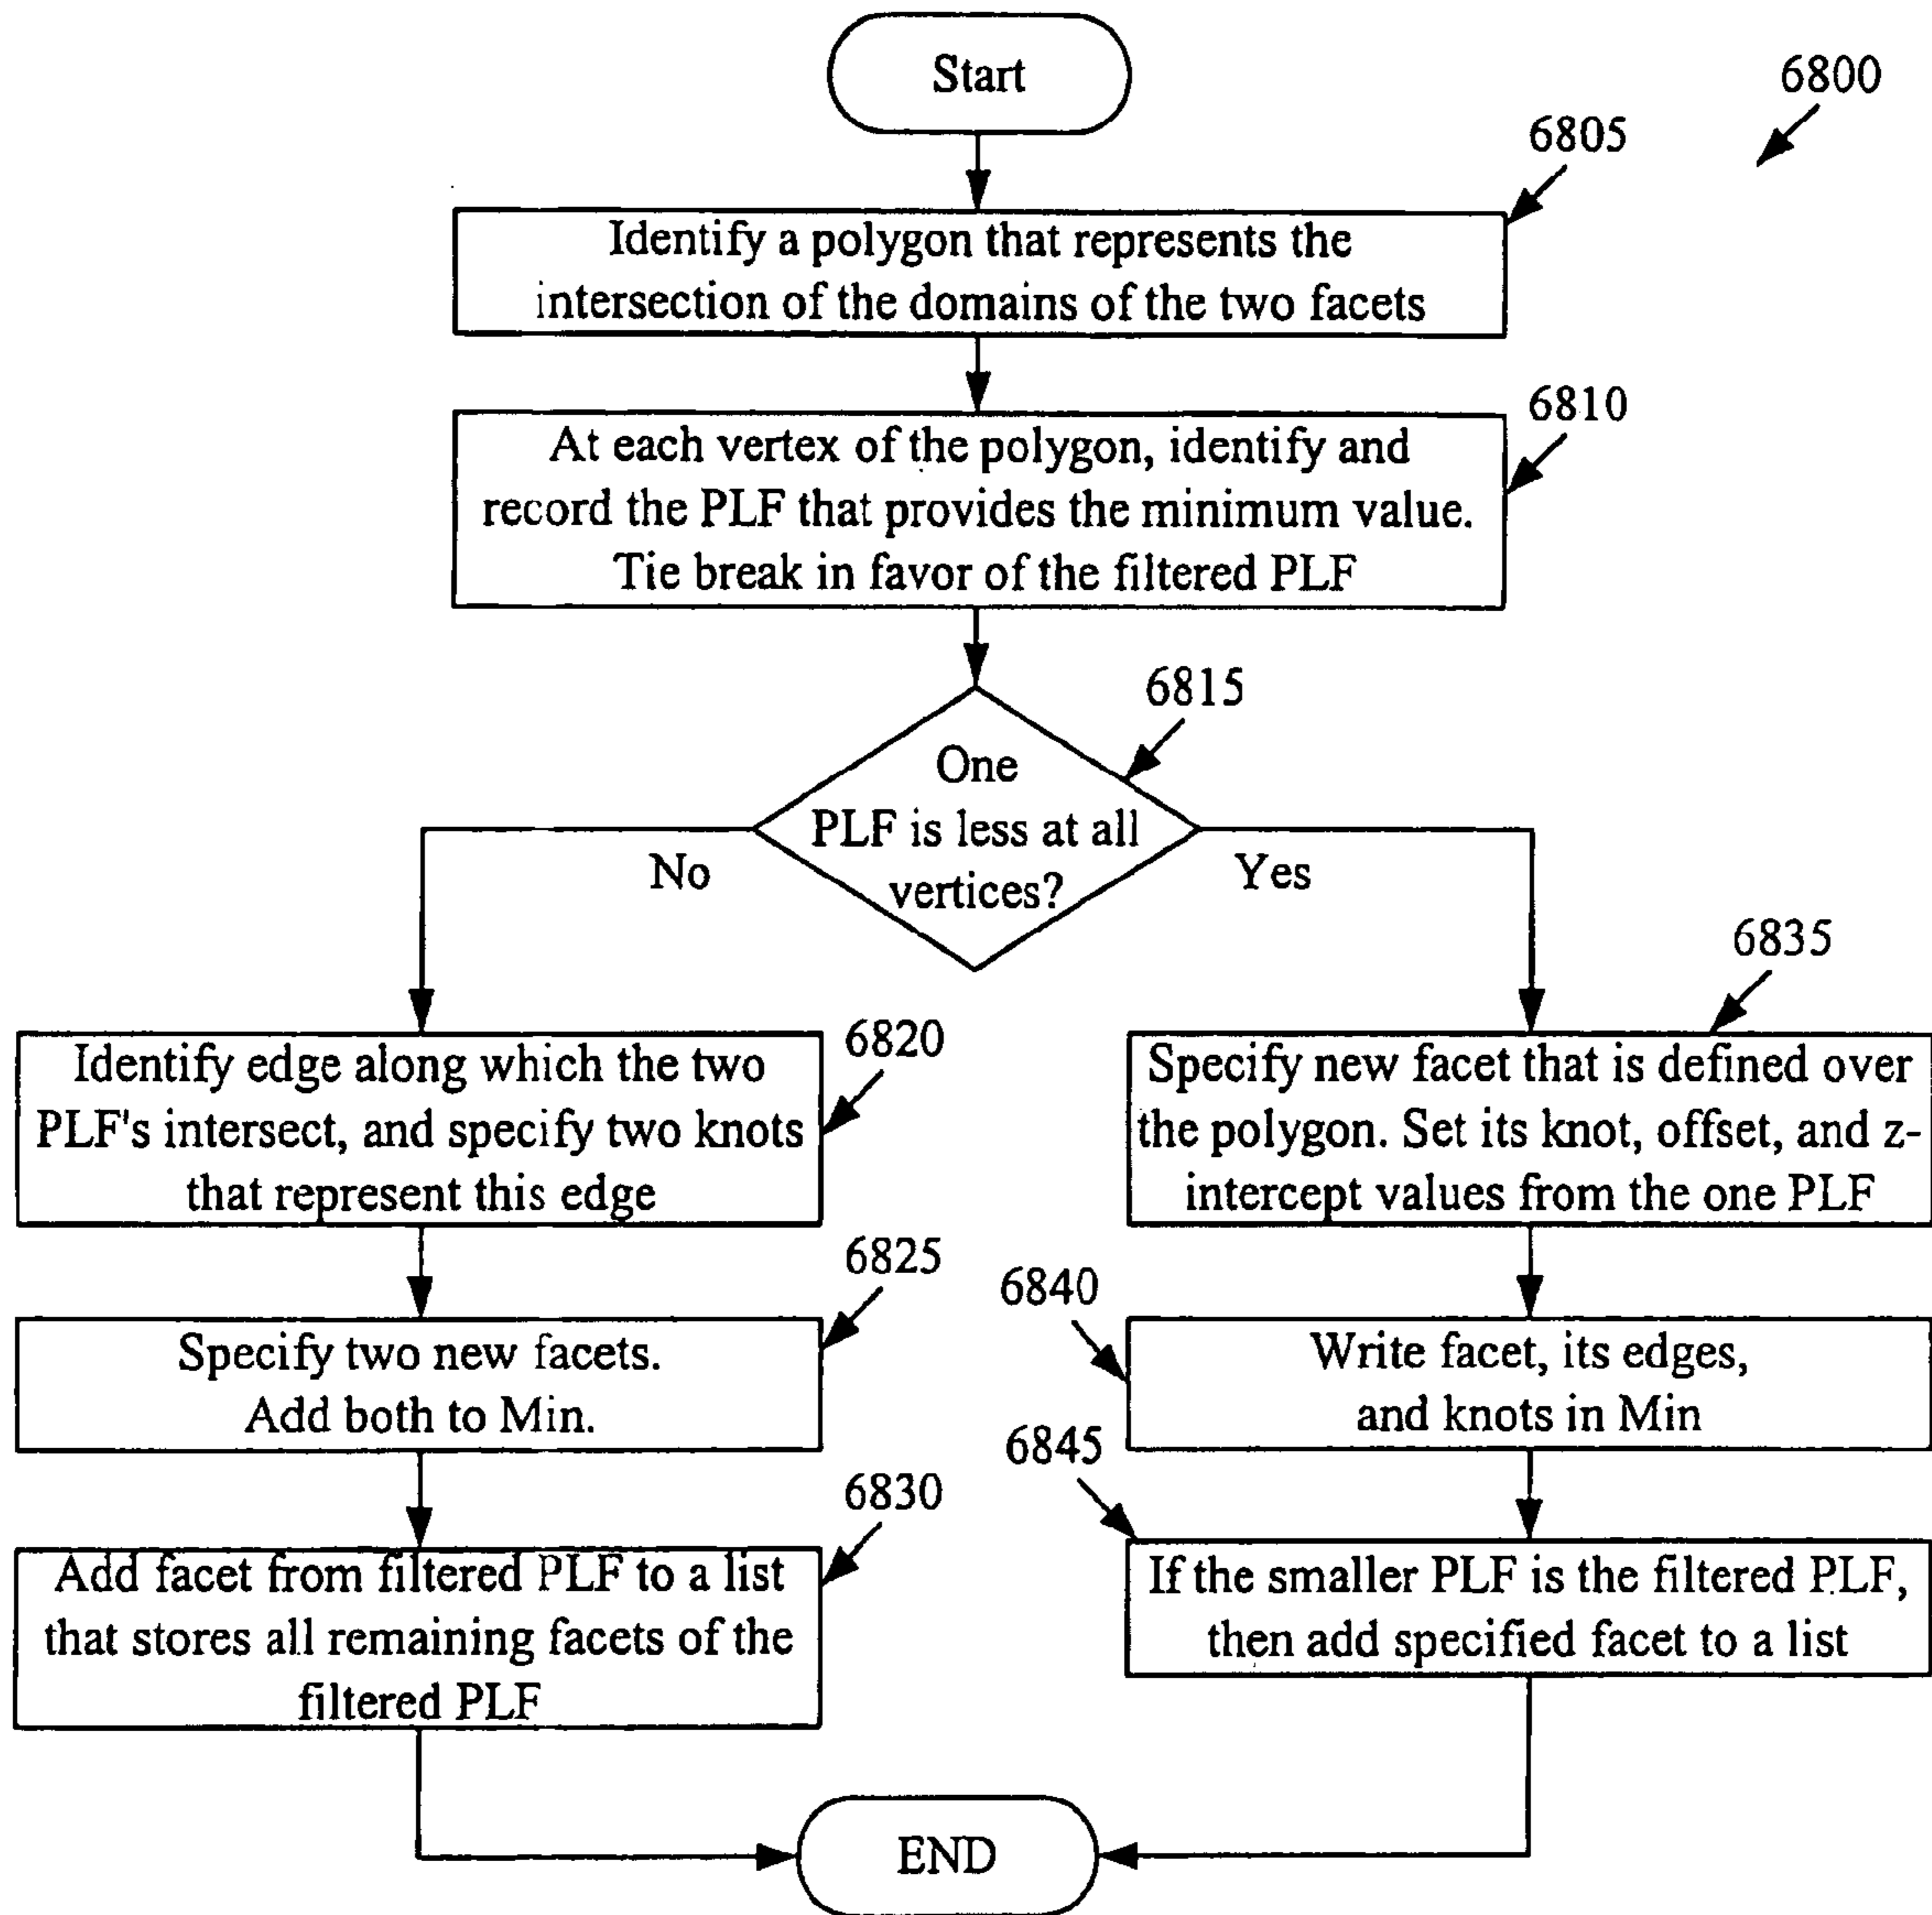 Start
6800
6805
Identify a polygon that represents the
intersection of the domains of the two facets
6810
At each vertex of the polygon, identify and
record the PLF that provides the minimum value.
Tie break in favor of the filtered PLF
6815
One
PLF is less at all
vertices?
No
Yes
6820
Identify edge along which the two
PLF's intersect, and specify two knots
that represent this edge
6825
Specify two new facets.
Add both to Min.
6830
Add facet from filtered PLF to a list
that stores all remaining facets of the
filtered PLF
6835
Specify new facet that is defined over
the polygon. Set its knot, offset, and z-
intercept values from the one PLF
6840
Write facet, its edges,
and knots in Min
6845
If the smaller PLF is the filtered PLF,
then add specified facet to a list
END